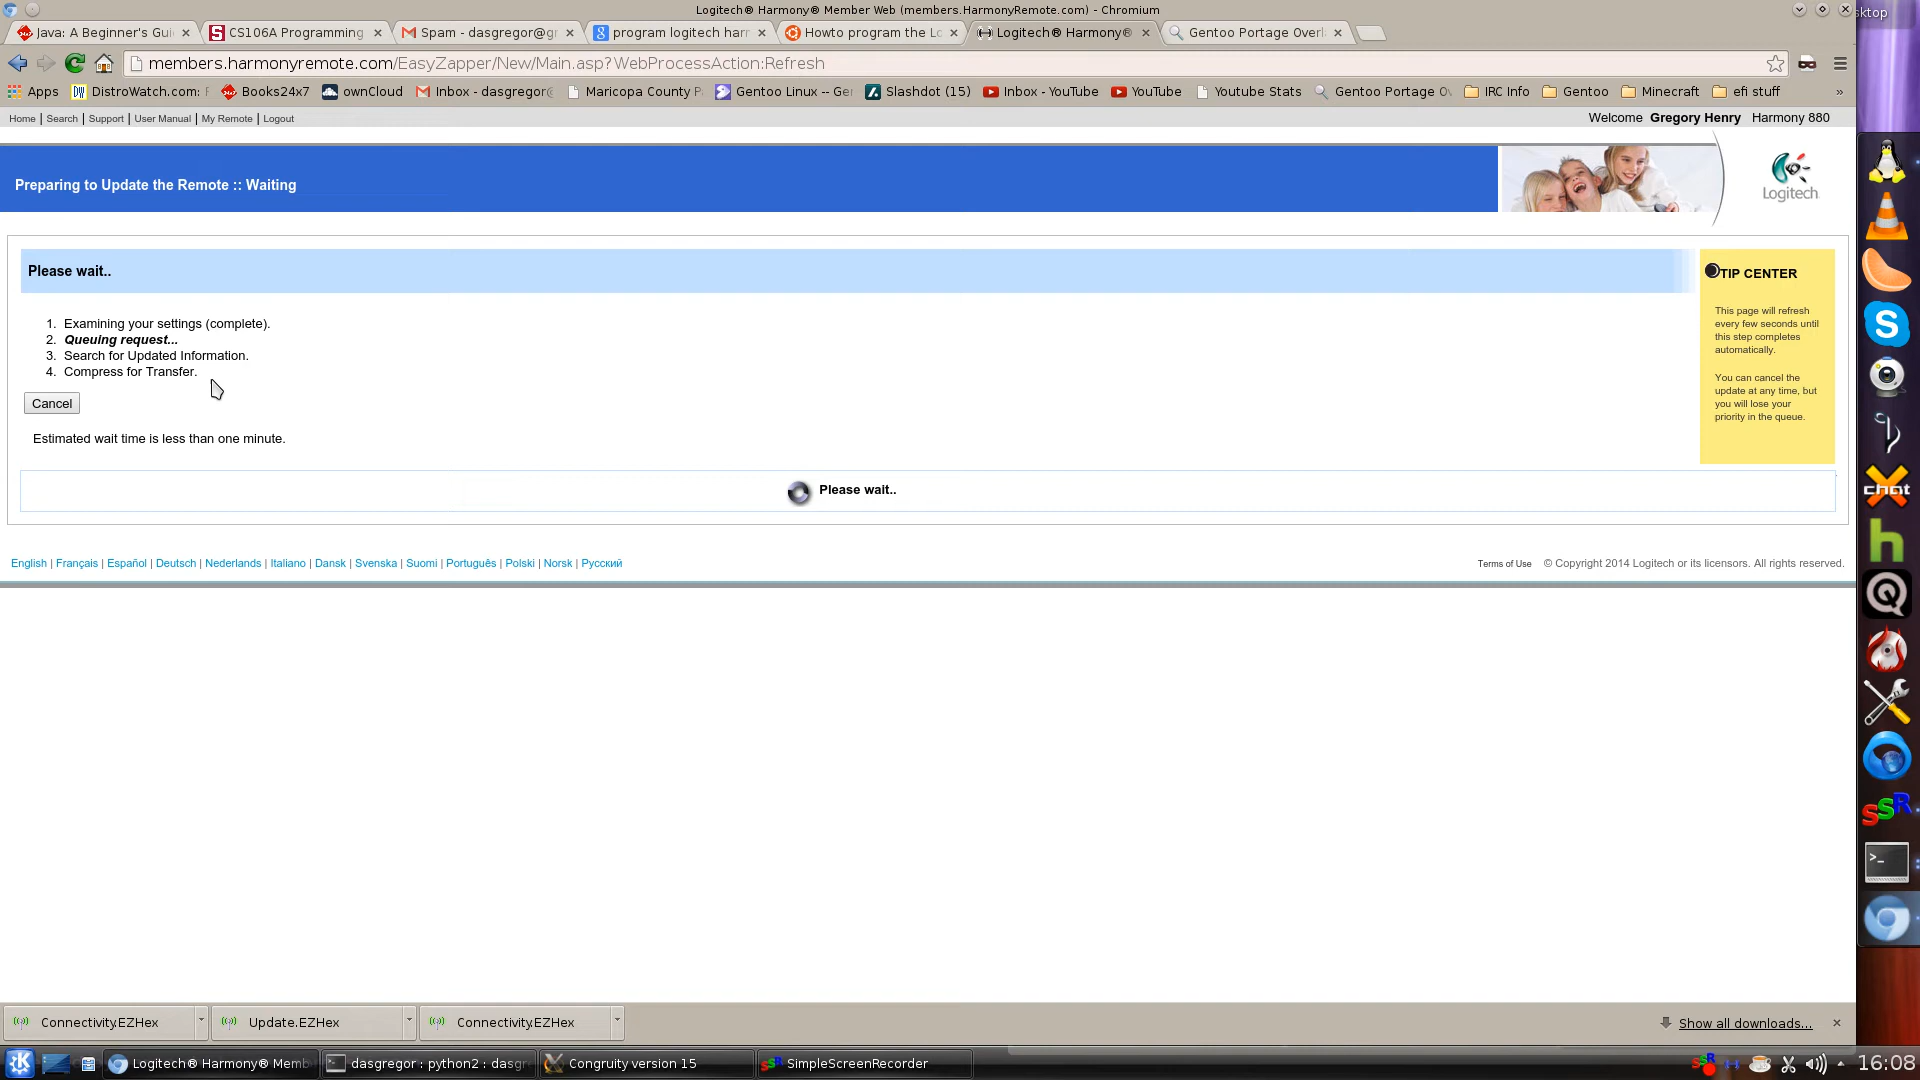 Logitech® Harmony® Member Web (members.HarmonyRemote.com) - Chromium
ktop
Java: A Beginner's Gui
CS106A Programming
Spam - dasgregor@g
program logitech harr
Howto program the Lo
Logitech® Harmony®
Gentoo Portage Overl
members.harmonyremote.com/EasyZapper/New/Main.asp?WebProcessAction:Refresh
Apps
DistroWatch.com:
Books24x7
ownCloud
Inbox - dasgregor@
Maricopa County
Gentoo Linux -- Ge
Slashdot (15)
Inbox - YouTube
YouTube
Youtube Stats
Gentoo Portage O
IRC Info
Gentoo
Minecraft
efi stuff
»
Home | Search | Support | User Manual | My Remote | Logout
Welcome Gregory Henry Harmony 880
Preparing to Update the Remote :: Waiting
Logitech
Please wait..
TIP CENTER
1. Examining your settings (complete).
2. Queuing request...
3. Search for Updated Information.
4. Compress for Transfer.
This page will refresh
every few seconds until
this step completes
automatically.
You can cancel the
update at any time, but
you will lose your
priority in the queue.
Cancel
Estimated wait time is less than one minute.
Please wait..
English | Français | Español | Deutsch | Nederlands | Italiano | Dansk | Svenska | Suomi | Português | Polski | Norsk | Русский
Terms of Use © Copyright 2014 Logitech or its licensors. All rights reserved.
chat
h
SSR
Connectivity.EZHex
Update.EZHex
Connectivity.EZHex
Show all downloads...
Logitech® Harmony® Memb
dasgregor : python2 : dasgr
Congruity version 15
SimpleScreenRecorder
16:08